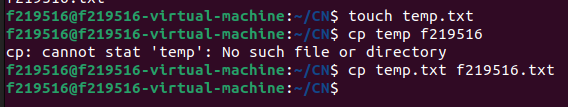 f219516.txt
f219516@f219516-virtual-machine:~/CN$ touch temp.txt
f219516@f219516-virtual-machine:~/CN$ cp temp f219516
cp: cannot stat 'temp': No such file or directory
f219516@f219516-virtual-machine:~/CN$ cp temp.txt f219516.txt
f219516@f219516-virtual-machine:~/CN$